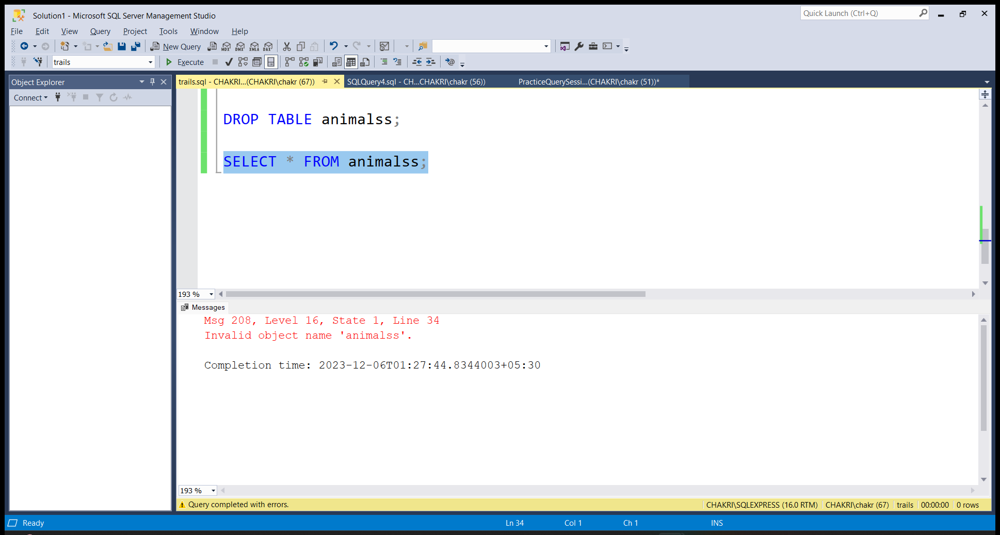 Solution1 - Microsoft SQL Server Management Studio
Quick Launch (Ctrl+Q)
File Edit View Query Project Tools Window Help
New Query MDX DMX XMLA DAX
trails Execute
Object Explorer
Connect
trails.sql - CHAKRI...(CHAKRI\chakr (67)) SQLQuery4.sql - CH...CHAKRI\chakr (56)) PracticeQuerySessi...(CHAKRI\chakr (51))*
DROP TABLE animalss;
SELECT * FROM animalss;
193 %
Messages
Msg 208, Level 16, State 1, Line 34
Invalid object name 'animalss'.
Completion time: 2023-12-06T01:27:44.8344003+05:30
193 %
Query completed with errors. CHAKRI\SQLEXPRESS (16.0 RTM) CHAKRI\chakr (67) trails 00:00:00 0 rows
Ready Ln 34 Col 1 Ch 1 INS